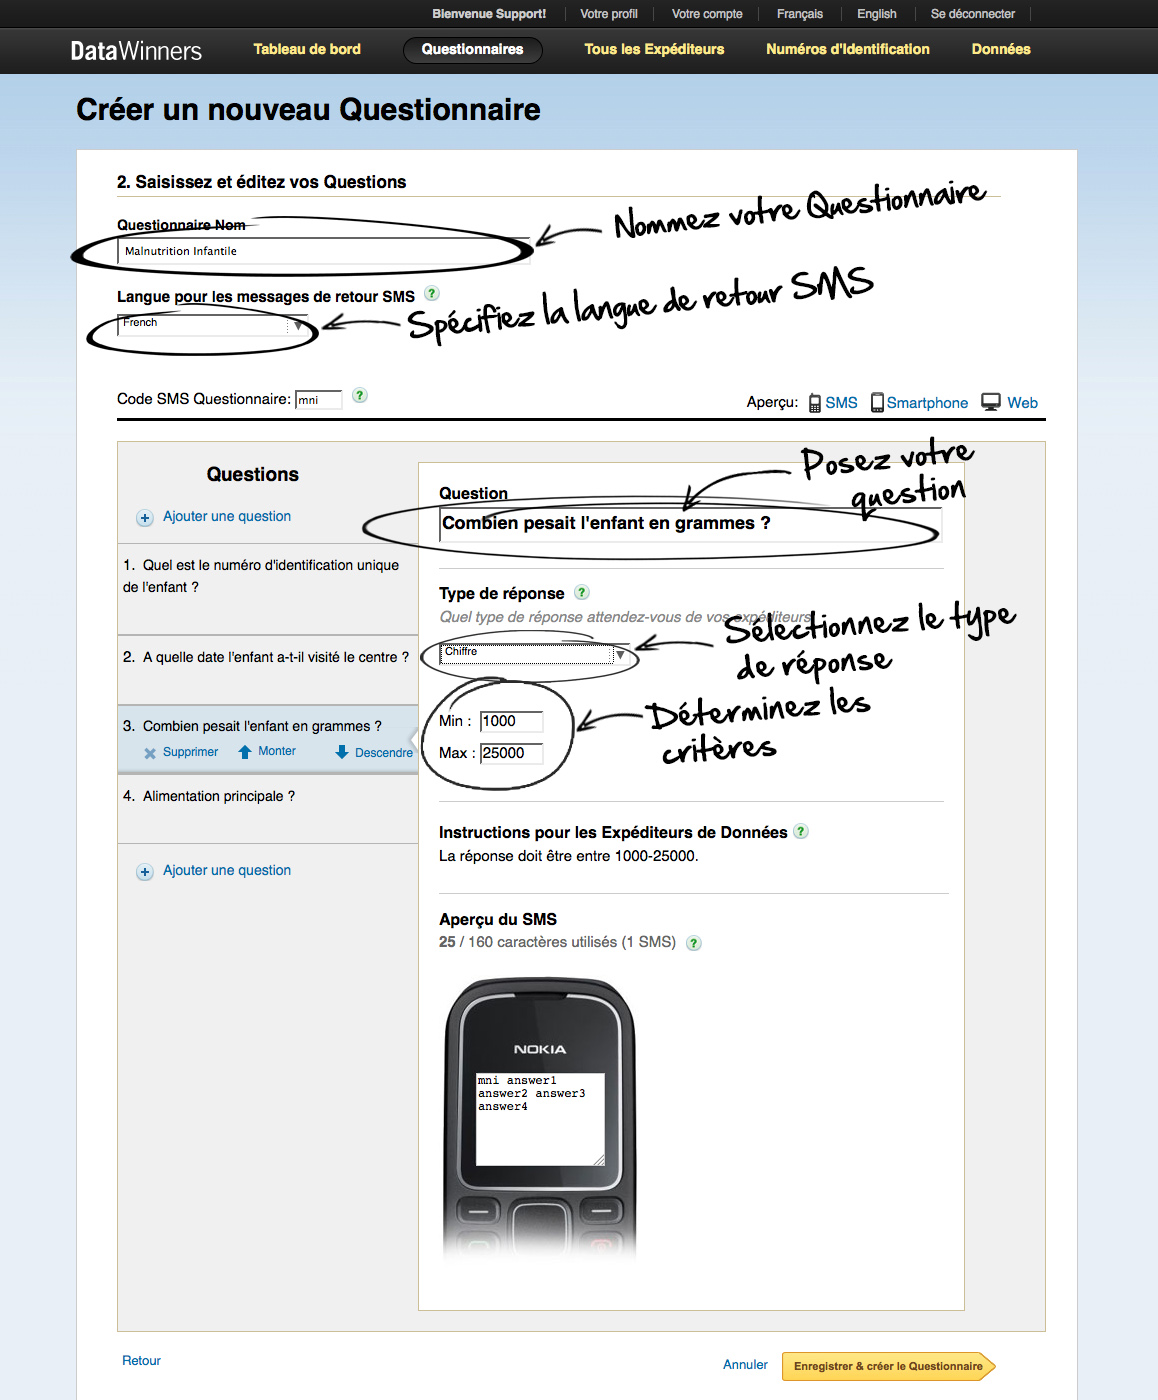 Bienvenue Support! Votre profil Votre compte Français English Se déconnecter
DataWinners Tableau de bord Questionnaires Tous les Expéditeurs Numéros d'Identification Données
Créer un nouveau Questionnaire
2. Saisissez et éditez vos Questions
Nommez votre Questionnaire
Questionnaire Nom
Malnutrition Infantile
Langue pour les messages de retour SMS ?
Spécifiez la langue de retour SMS
French
Code SMS Questionnaire: mni ?
Aperçu: SMS Smartphone Web
Questions
Ajouter une question
1. Quel est le numéro d'identification unique
de l'enfant ?
2. A quelle date l'enfant a-t-il visité le centre ?
3. Combien pesait l'enfant en grammes ?
Supprimer Monter Descendre
4. Alimentation principale ?
Ajouter une question
Posez votre
question
Question
Combien pesait l'enfant en grammes ?
Type de réponse ?
Quel type de réponse attendez-vous de vos expéditeurs
Sélectionnez le type
de réponse
Chiffre
Déterminez les
critères
Min : 1000
Max : 25000
Instructions pour les Expéditeurs de Données ?
La réponse doit être entre 1000-25000.
Aperçu du SMS
25 / 160 caractères utilisés (1 SMS) ?
NOKIA
mni answer1
answer2 answer3
answer4
Retour
Annuler Enregistrer & créer le Questionnaire